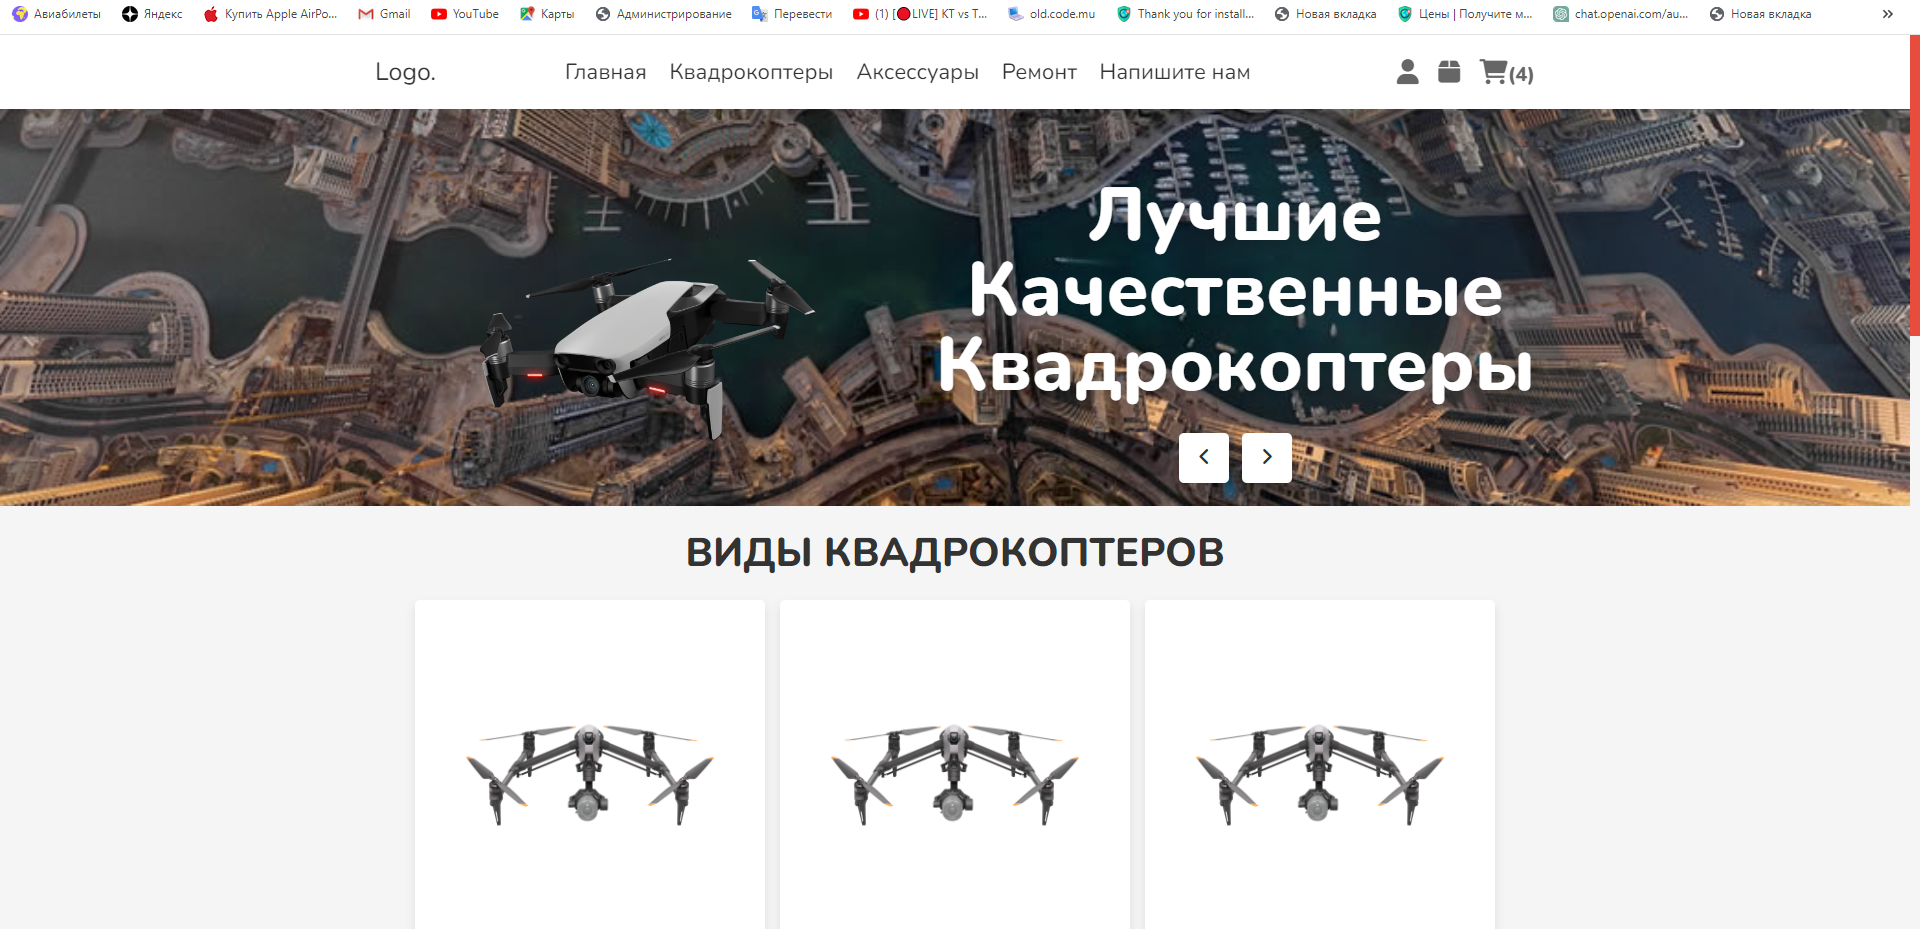 Авиабилеты Яндекс Купить Apple AirPo... Gmail YouTube Карты Администрирование Перевести (1) [🔴LIVE] KT vs T... old.code.mu Thank you for install... Новая вкладка Цены | Получите м... chat.openai.com/au... Новая вкладка »
Logo. Главная Квадрокоптеры Аксессуары Ремонт Напишите нам (4)
Лучшие
Качественные
Квадрокоптеры
ВИДЫ КВАДРОКОПТЕРОВ